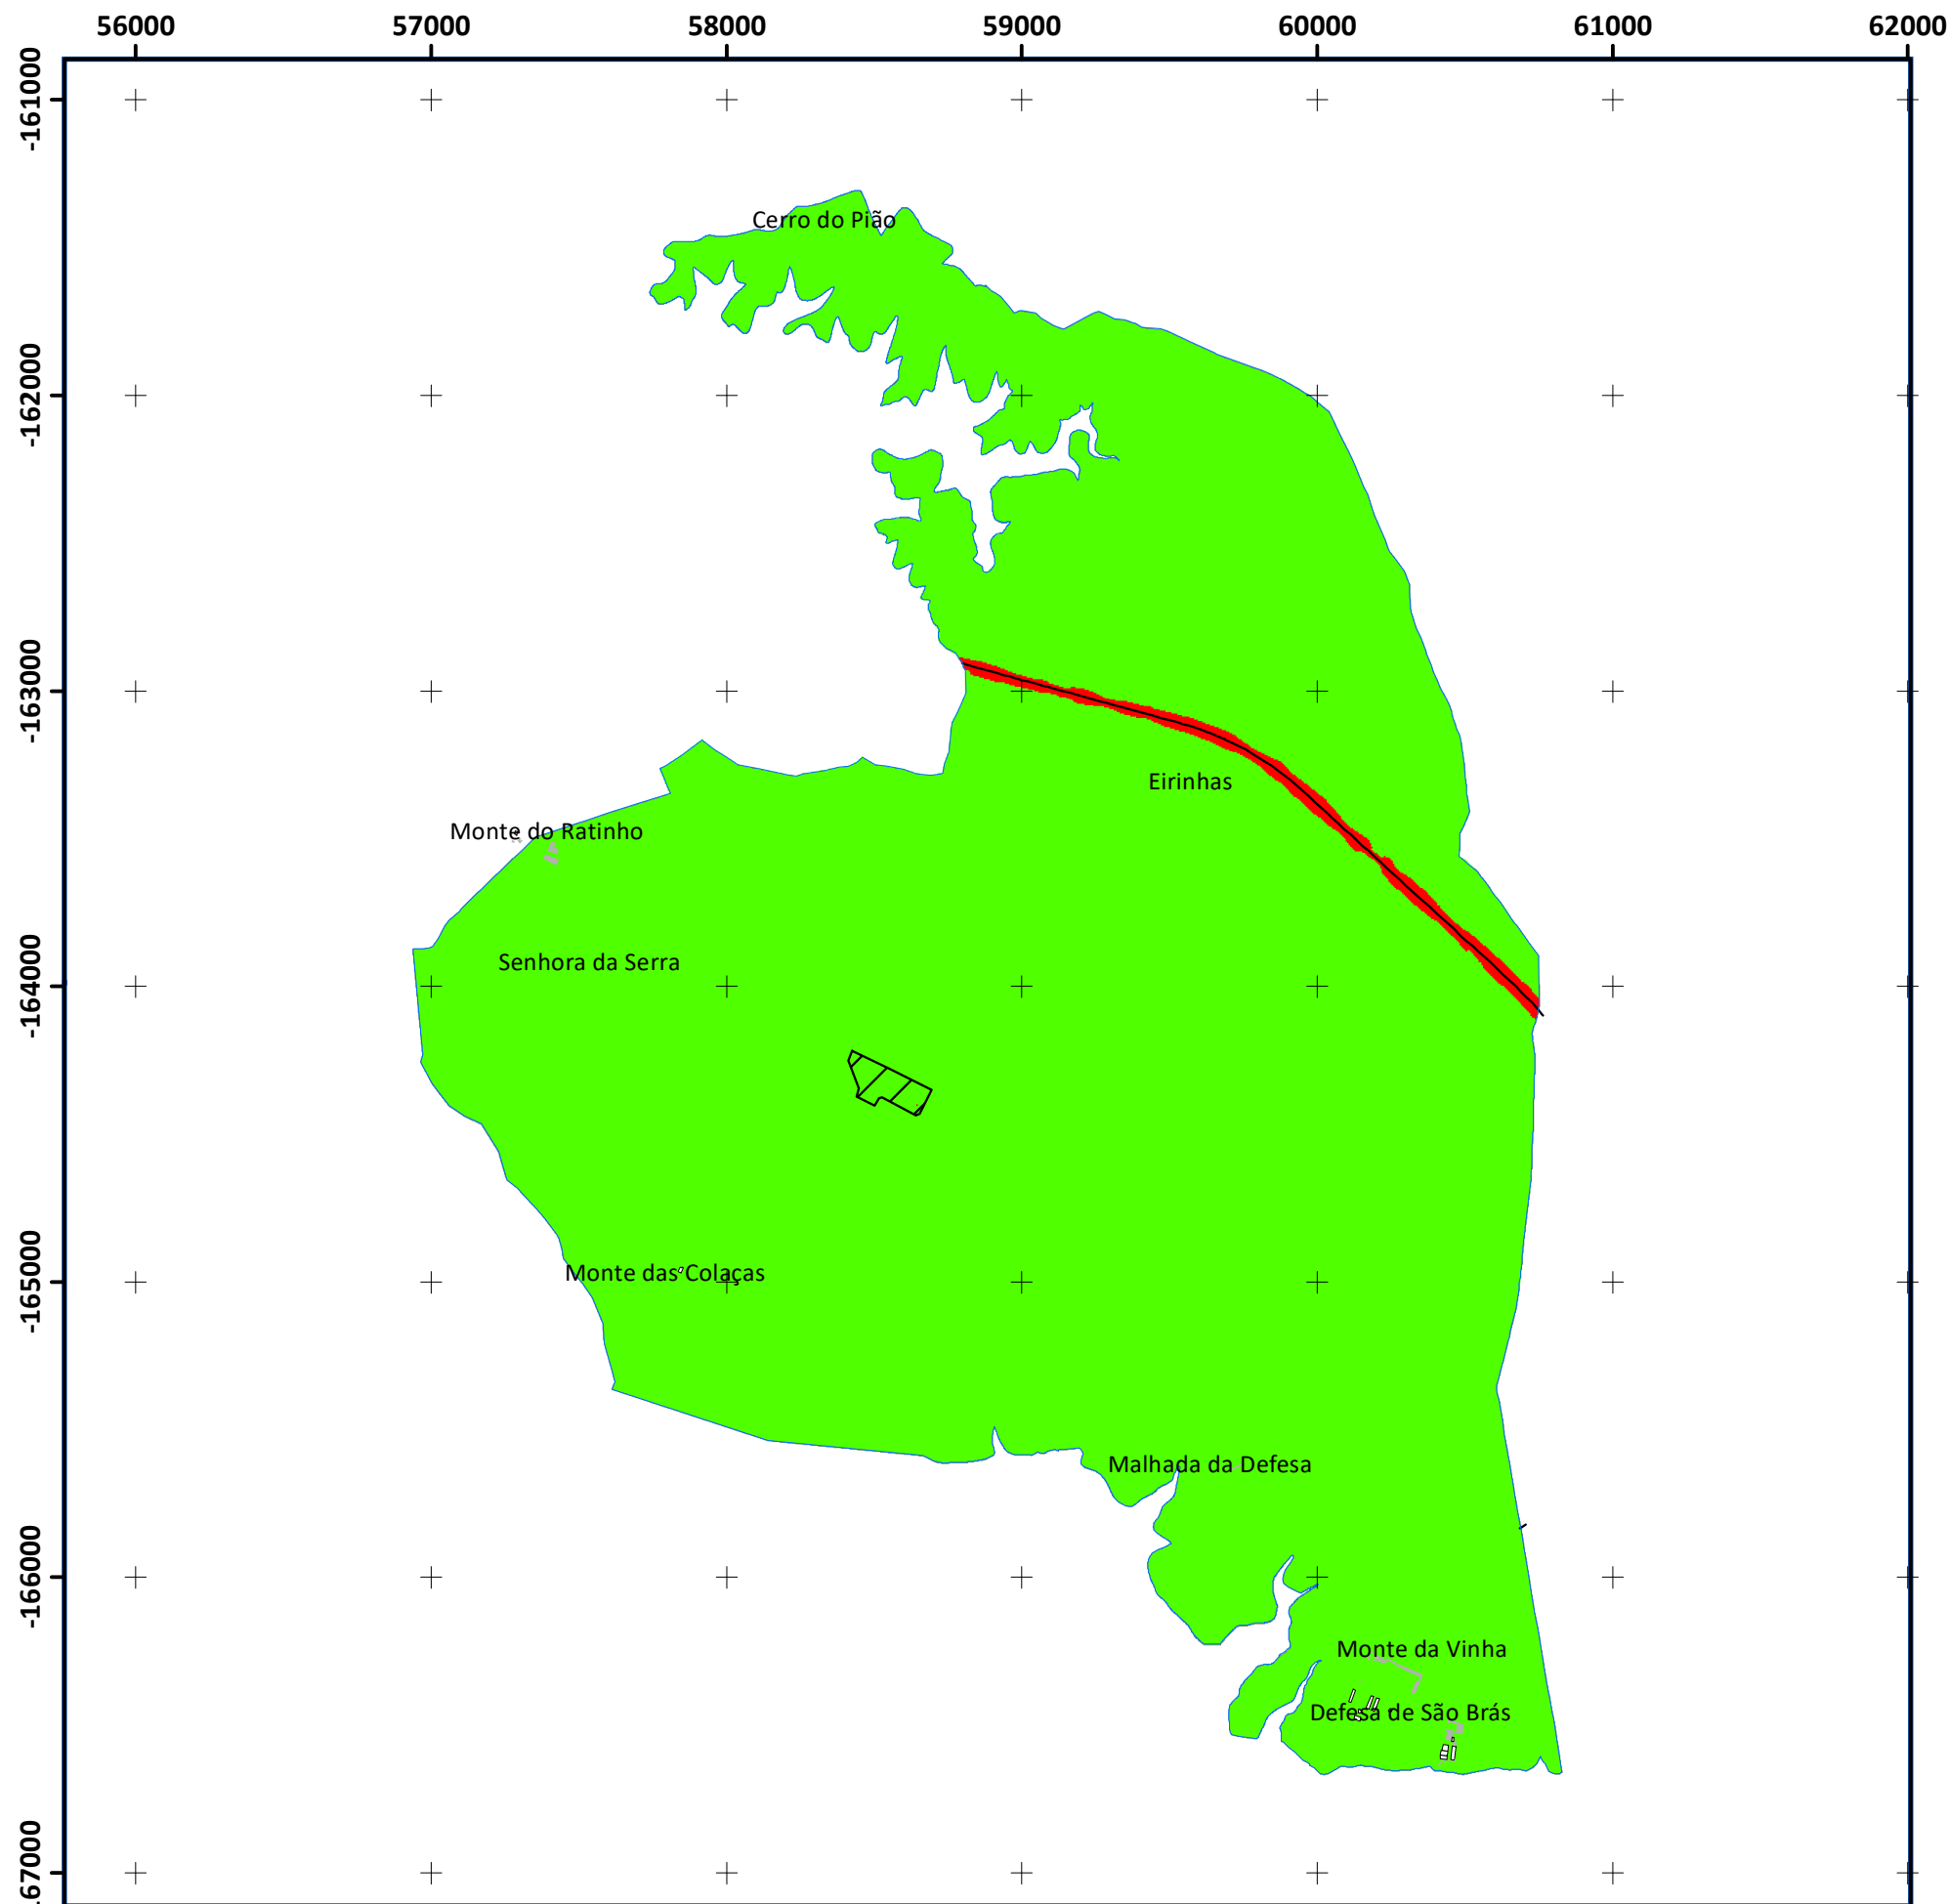 56000 57000 58000 59000 60000 61000 62000
-161000
Cerro do Pião
-162000
-163000
Eirinhas
Monte do Ratinho
Senhora da Serra
-164000
Monte das Colaças
-165000
Malhada da Defesa
-166000
Monte da Vinha
Defesa de São Brás
67000